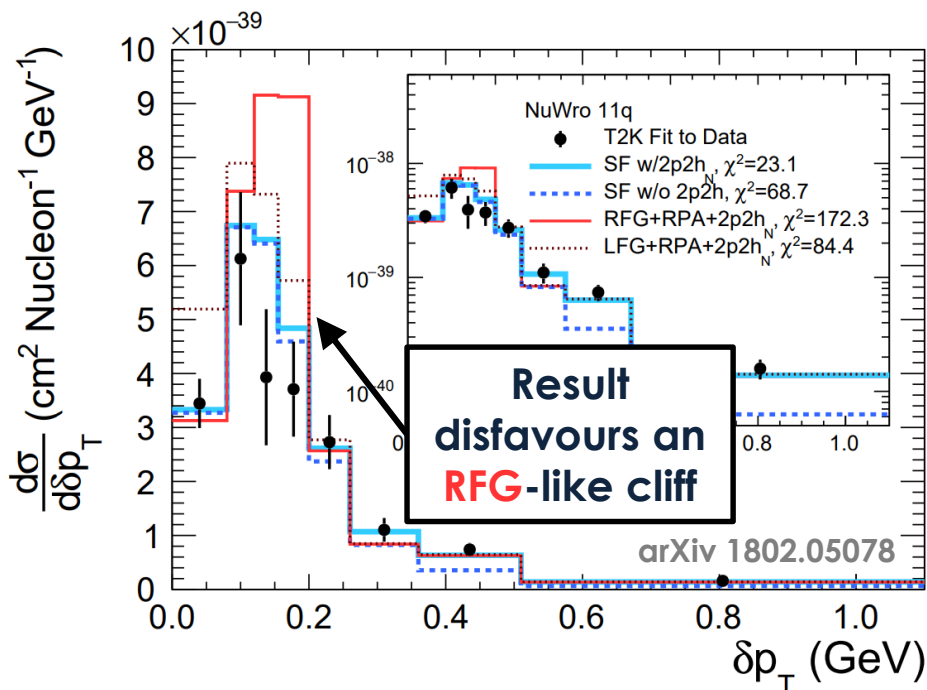 ×10⁻³⁹
dσ
dδp_T
(cm² Nucleon⁻¹ GeV⁻¹)
10
9
8
7
6
5
4
3
2
1
0
0.0 0.2 0.4 0.6 0.8 1.0
δp_T (GeV)
NuWro 11q
T2K Fit to Data
SF w/2p2h_N, χ²=23.1
SF w/o 2p2h, χ²=68.7
RFG+RPA+2p2h_N, χ²=172.3
LFG+RPA+2p2h_N, χ²=84.4
10⁻³⁸
10⁻³⁹
10⁻⁴⁰
0.8 1.0
Result
disfavours an
RFG-like cliff
arXiv 1802.05078